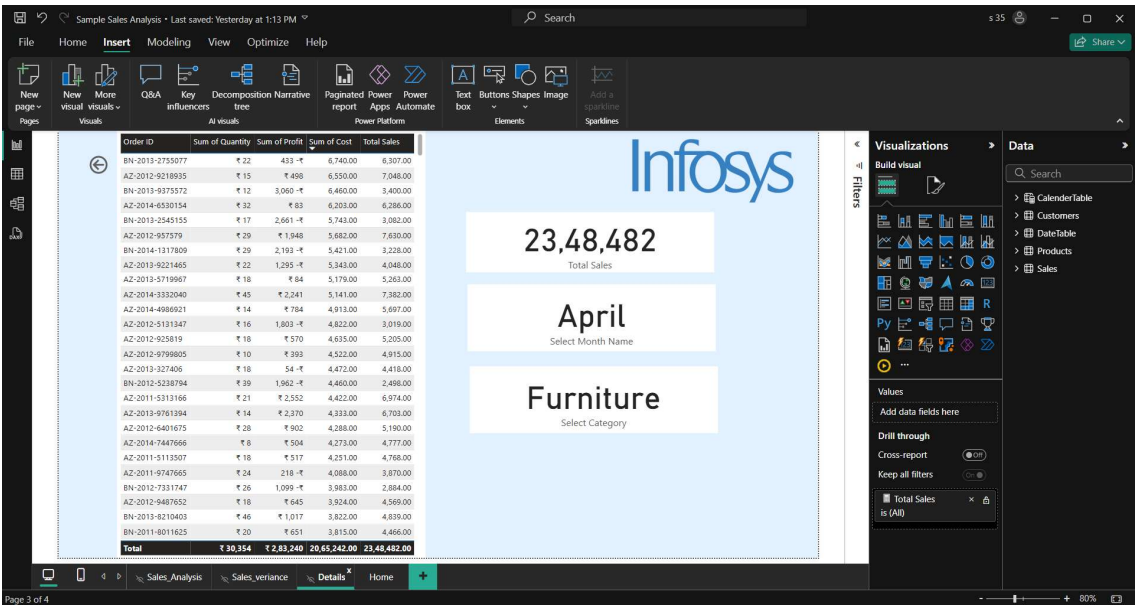 Sample Sales Analysis • Last saved: Yesterday at 1:13 PM
Search
s 35
File Home Insert Modeling View Optimize Help
Share
New page
New visual
More visuals
Q&A
Key influencers
Decomposition tree
Narrative
Paginated report
Power Apps
Power Automate
Text box
Buttons
Shapes
Image
Add a sparkline
Pages
Visuals
AI visuals
Power Platform
Elements
Sparklines
Order ID Sum of Quantity Sum of Profit Sum of Cost Total Sales
BN-2013-2755077 ₹ 22 433 -₹ 6,740.00 6,307.00
AZ-2012-9218935 ₹ 15 ₹ 498 6,550.00 7,048.00
BN-2013-9375572 ₹ 12 3,060 -₹ 6,460.00 3,400.00
AZ-2014-6530154 ₹ 32 ₹ 83 6,203.00 6,286.00
BN-2013-2545155 ₹ 17 2,661 -₹ 5,743.00 3,082.00
AZ-2012-957579 ₹ 29 ₹ 1,948 5,682.00 7,630.00
BN-2014-1317809 ₹ 29 2,193 -₹ 5,421.00 3,228.00
AZ-2013-9221465 ₹ 22 1,295 -₹ 5,343.00 4,048.00
AZ-2013-5719967 ₹ 18 ₹ 84 5,179.00 5,263.00
AZ-2014-3332040 ₹ 45 ₹ 2,241 5,141.00 7,382.00
AZ-2014-4986921 ₹ 14 ₹ 784 4,913.00 5,697.00
AZ-2012-5131347 ₹ 16 1,803 -₹ 4,822.00 3,019.00
AZ-2012-925819 ₹ 18 ₹ 570 4,635.00 5,205.00
AZ-2012-9799805 ₹ 10 ₹ 393 4,522.00 4,915.00
AZ-2013-327406 ₹ 18 54 -₹ 4,472.00 4,418.00
BN-2012-5238794 ₹ 39 1,962 -₹ 4,460.00 2,498.00
AZ-2011-5313166 ₹ 21 ₹ 2,552 4,422.00 6,974.00
AZ-2013-9761394 ₹ 14 ₹ 2,370 4,333.00 6,703.00
AZ-2012-6401675 ₹ 28 ₹ 902 4,288.00 5,190.00
AZ-2014-7447666 ₹ 8 ₹ 504 4,273.00 4,777.00
AZ-2011-5113507 ₹ 18 ₹ 517 4,251.00 4,768.00
AZ-2011-9747665 ₹ 24 218 -₹ 4,088.00 3,870.00
BN-2012-7331747 ₹ 26 1,099 -₹ 3,983.00 2,884.00
AZ-2012-9487652 ₹ 18 ₹ 645 3,924.00 4,569.00
BN-2013-8210403 ₹ 46 ₹ 1,017 3,822.00 4,839.00
BN-2011-8011625 ₹ 20 ₹ 651 3,815.00 4,466.00
Total ₹ 30,354 ₹ 2,83,240 20,65,242.00 23,48,482.00
Infosys
23,48,482
Total Sales
April
Select Month Name
Furniture
Select Category
Filters
Visualizations
Build visual
R
Py
Values
Add data fields here
Drill through
Cross-report
Off
Keep all filters
On
Total Sales
is (All)
Data
Search
CalenderTable
Customers
DateTable
Products
Sales
Sales_Analysis Sales_veriance Details Home
Page 3 of 4
80%